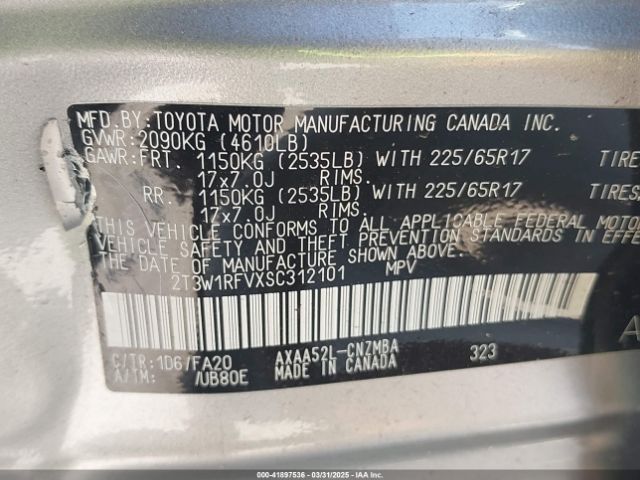 MFD.BY:TOYOTA MOTOR MANUFACTURING CANADA INC.
GVWR:2090KG (4610LB)
GAWR:FRT. 1150KG (2535LB) WITH 225/65R17 TIRE
17x7.0J RIMS.
RR. 1150KG (2535LB) WITH 225/65R17 TIRES
17x7.0J RIMS.
THIS VEHICLE CONFORMS TO ALL APPLICABLE FEDERAL MOTO
VEHICLE SAFETY AND THEFT PREVENTION STANDARDS IN EFFE
THE DATE OF MANUFACTURE SHOWN ABOVE.
2T3W1RFVXSC312101 MPV
C/TR:1D6/FA20 AXAA52L-CNZMBA 323
A/TM: /UB80E MADE IN CANADA
000-41897536 - 03/31/2025 - IAA Inc.